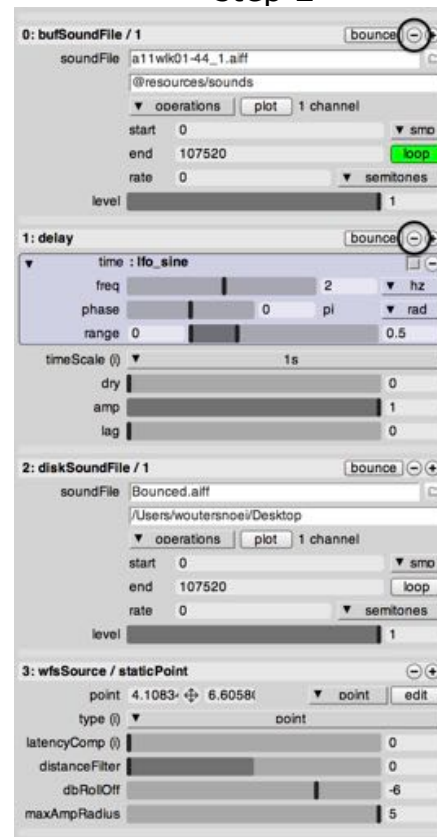 0: bufSoundFile / 1 bounce
soundFile a11wlk01-44_1.aiff
@resources/sounds
operations plot 1 channel
start 0 smp
end 107520 loop
rate 0 semitones
level 1
1: delay bounce
time : lfo_sine
freq 2 hz
phase 0 pi rad
range 0 0.5
timeScale (i) 1s
dry 0
amp 1
lag 0
2: diskSoundFile / 1 bounce
soundFile Bounced.aiff
/Users/woutersnoei/Desktop
operations plot 1 channel
start 0 smp
end 107520 loop
rate 0 semitones
level 1
3: wfsSource / staticPoint
point 4.1083 6.6058 point edit
type (i) point
latencyComp (i) 0
distanceFilter 0
dbRollOff -6
maxAmpRadius 5